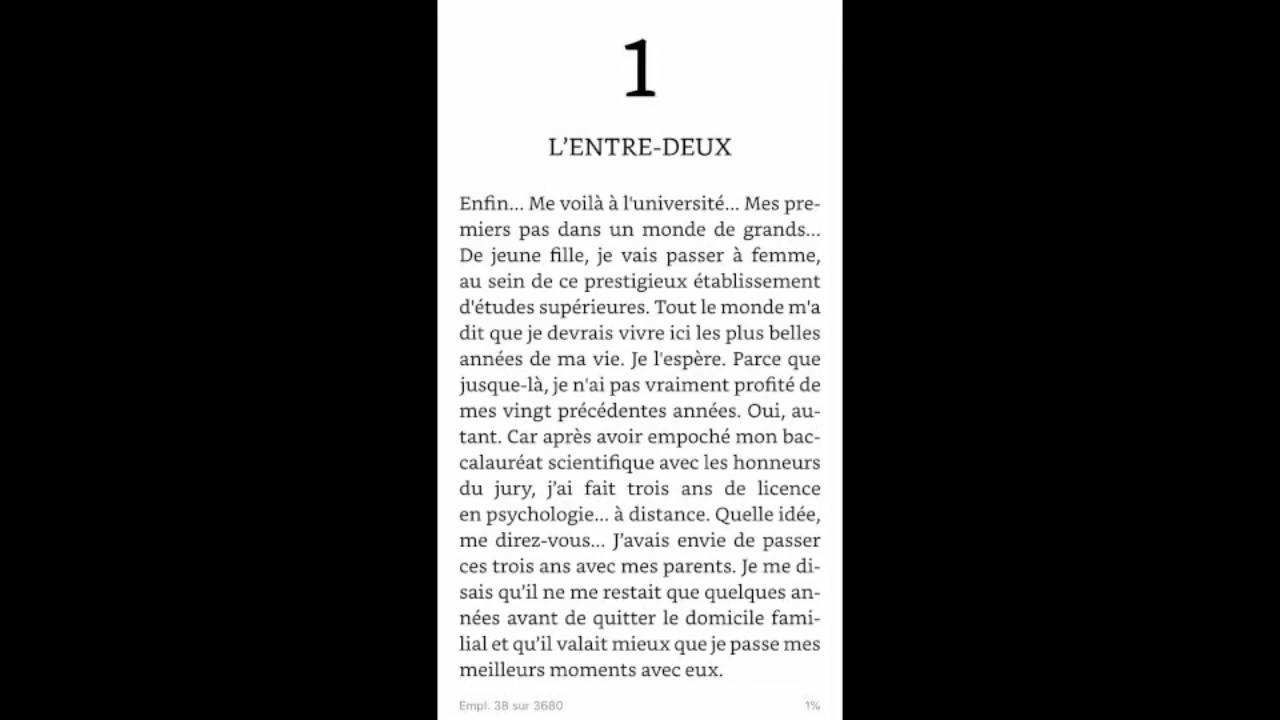 1
L’ENTRE-DEUX
Enfin... Me voilà à l'université... Mes pre-
miers pas dans un monde de grands...
De jeune fille, je vais passer à femme,
au sein de ce prestigieux établissement
d'études supérieures. Tout le monde m'a
dit que je devrais vivre ici les plus belles
années de ma vie. Je l'espère. Parce que
jusque-là, je n'ai pas vraiment profité de
mes vingt précédentes années. Oui, au-
tant. Car après avoir empoché mon bac-
calauréat scientifique avec les honneurs
du jury, j’ai fait trois ans de licence
en psychologie... à distance. Quelle idée,
me direz-vous... J’avais envie de passer
ces trois ans avec mes parents. Je me di-
sais qu’il ne me restait que quelques an-
nées avant de quitter le domicile fami-
lial et qu’il valait mieux que je passe mes
meilleurs moments avec eux.
Empl. 38 sur 3680 1%